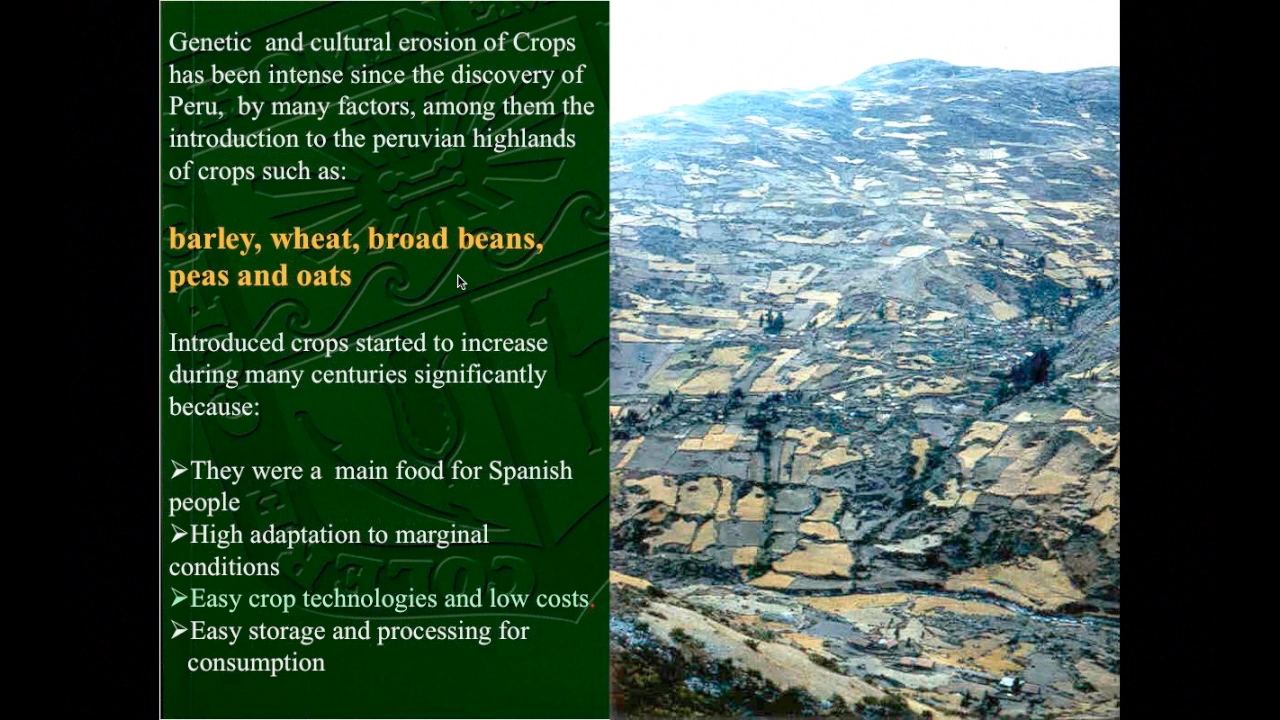 Genetic  and cultural erosion of Crops
has been intense since the discovery of
Peru,  by many factors, among them the
introduction to the peruvian highlands
of crops such as:
barley, wheat, broad beans,
peas and oats
Introduced crops started to increase
during many centuries significantly
because:
➢They were a  main food for Spanish
people
➢High adaptation to marginal
conditions
➢Easy crop technologies and low costs.
➢Easy storage and processing for
consumption